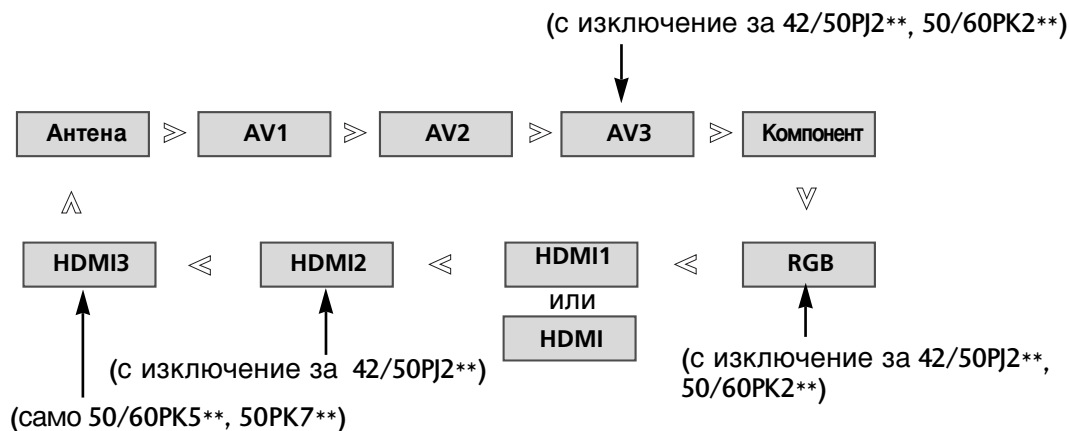 (с изключение за 42/50PJ2**, 50/60PK2**)
Антена
AV1
AV2
AV3
Компонент
HDMI3
HDMI2
HDMI1
RGB
или
HDMI
(с изключение за 42/50PJ2**)
(с изключение за 42/50PJ2**,
50/60PK2**)
(само 50/60PK5**, 50PK7**)